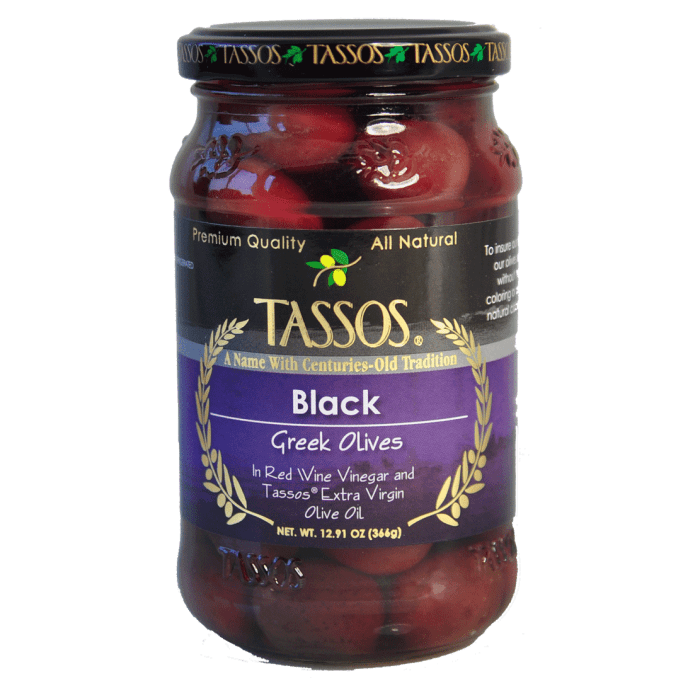 TASSOS TASSOS TASSOS TASSOS
Premium Quality All Natural
To insure
our olives
without
coloring
natural
TASSOS®
A Name With Centuries-Old Tradition
Black
Greek Olives
In Red Wine Vinegar and
Tassos® Extra Virgin
Olive Oil
NET. WT. 12.91 OZ (366g)
TASSOS